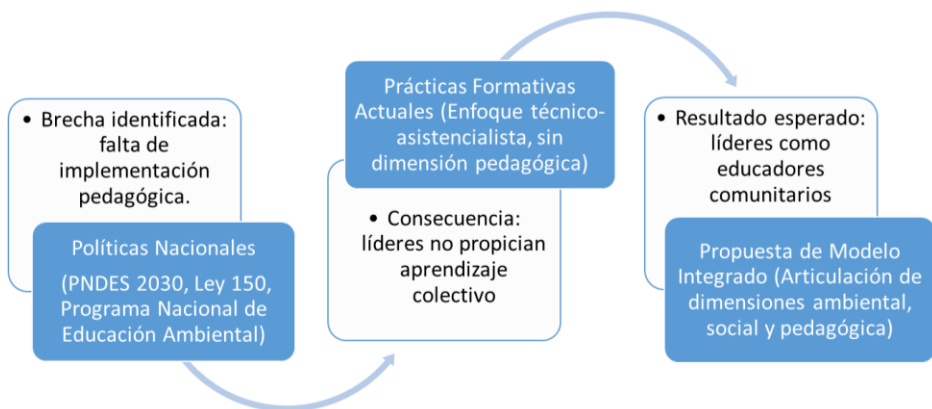 • Brecha identificada:
falta de
implementación
pedagógica.
Políticas Nacionales
(PNDES 2030, Ley 150,
Programa Nacional de
Educación Ambiental)
Prácticas Formativas
Actuales (Enfoque técnico-
asistencialista, sin
dimensión pedagógica)
• Consecuencia:
líderes no propician
aprendizaje
colectivo
• Resultado esperado:
líderes como
educadores
comunitarios
Propuesta de Modelo
Integrado (Articulación de
dimensiones ambiental,
social y pedagógica)